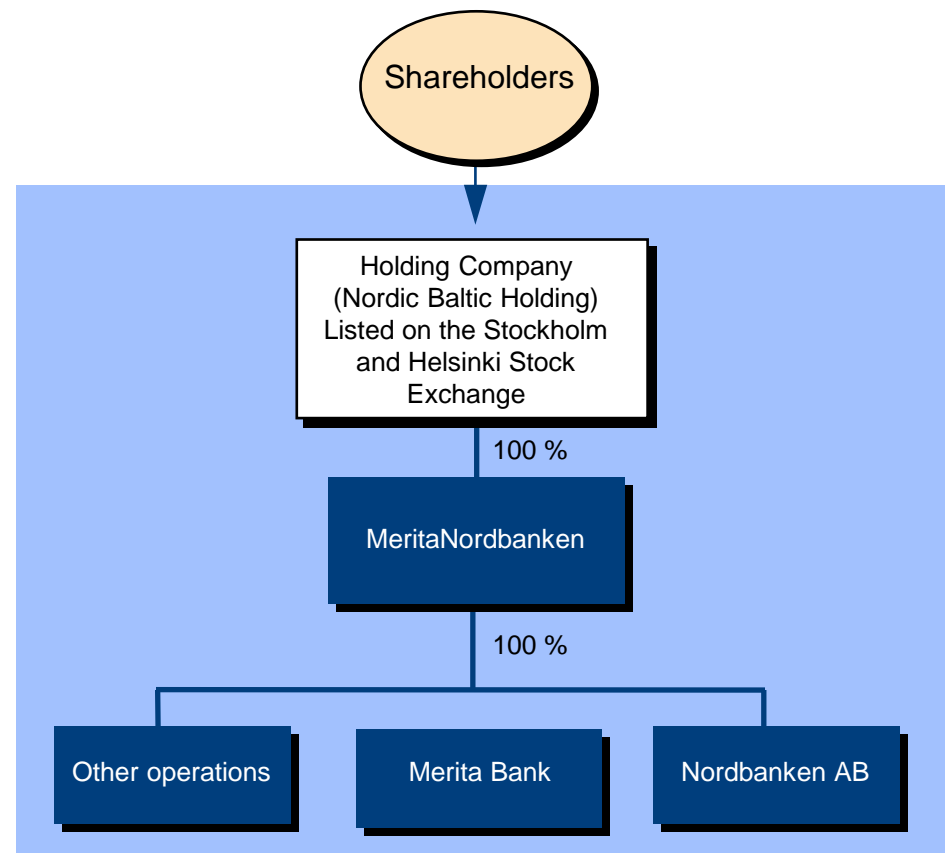 Shareholders
Holding Company
(Nordic Baltic Holding)
Listed on the Stockholm
and Helsinki Stock
Exchange
100 %
MeritaNordbanken
100 %
Other operations
Merita Bank
Nordbanken AB